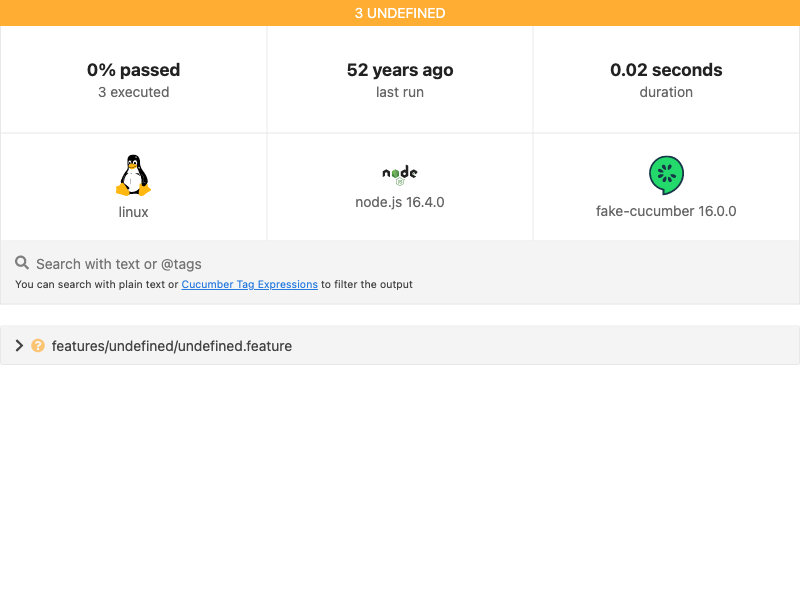 3 UNDEFINED
0% passed
3 executed
52 years ago
last run
0.02 seconds
duration
linux
node
node.js 16.4.0
fake-cucumber 16.0.0
Search with text or @tags
You can search with plain text or Cucumber Tag Expressions to filter the output
? features/undefined/undefined.feature